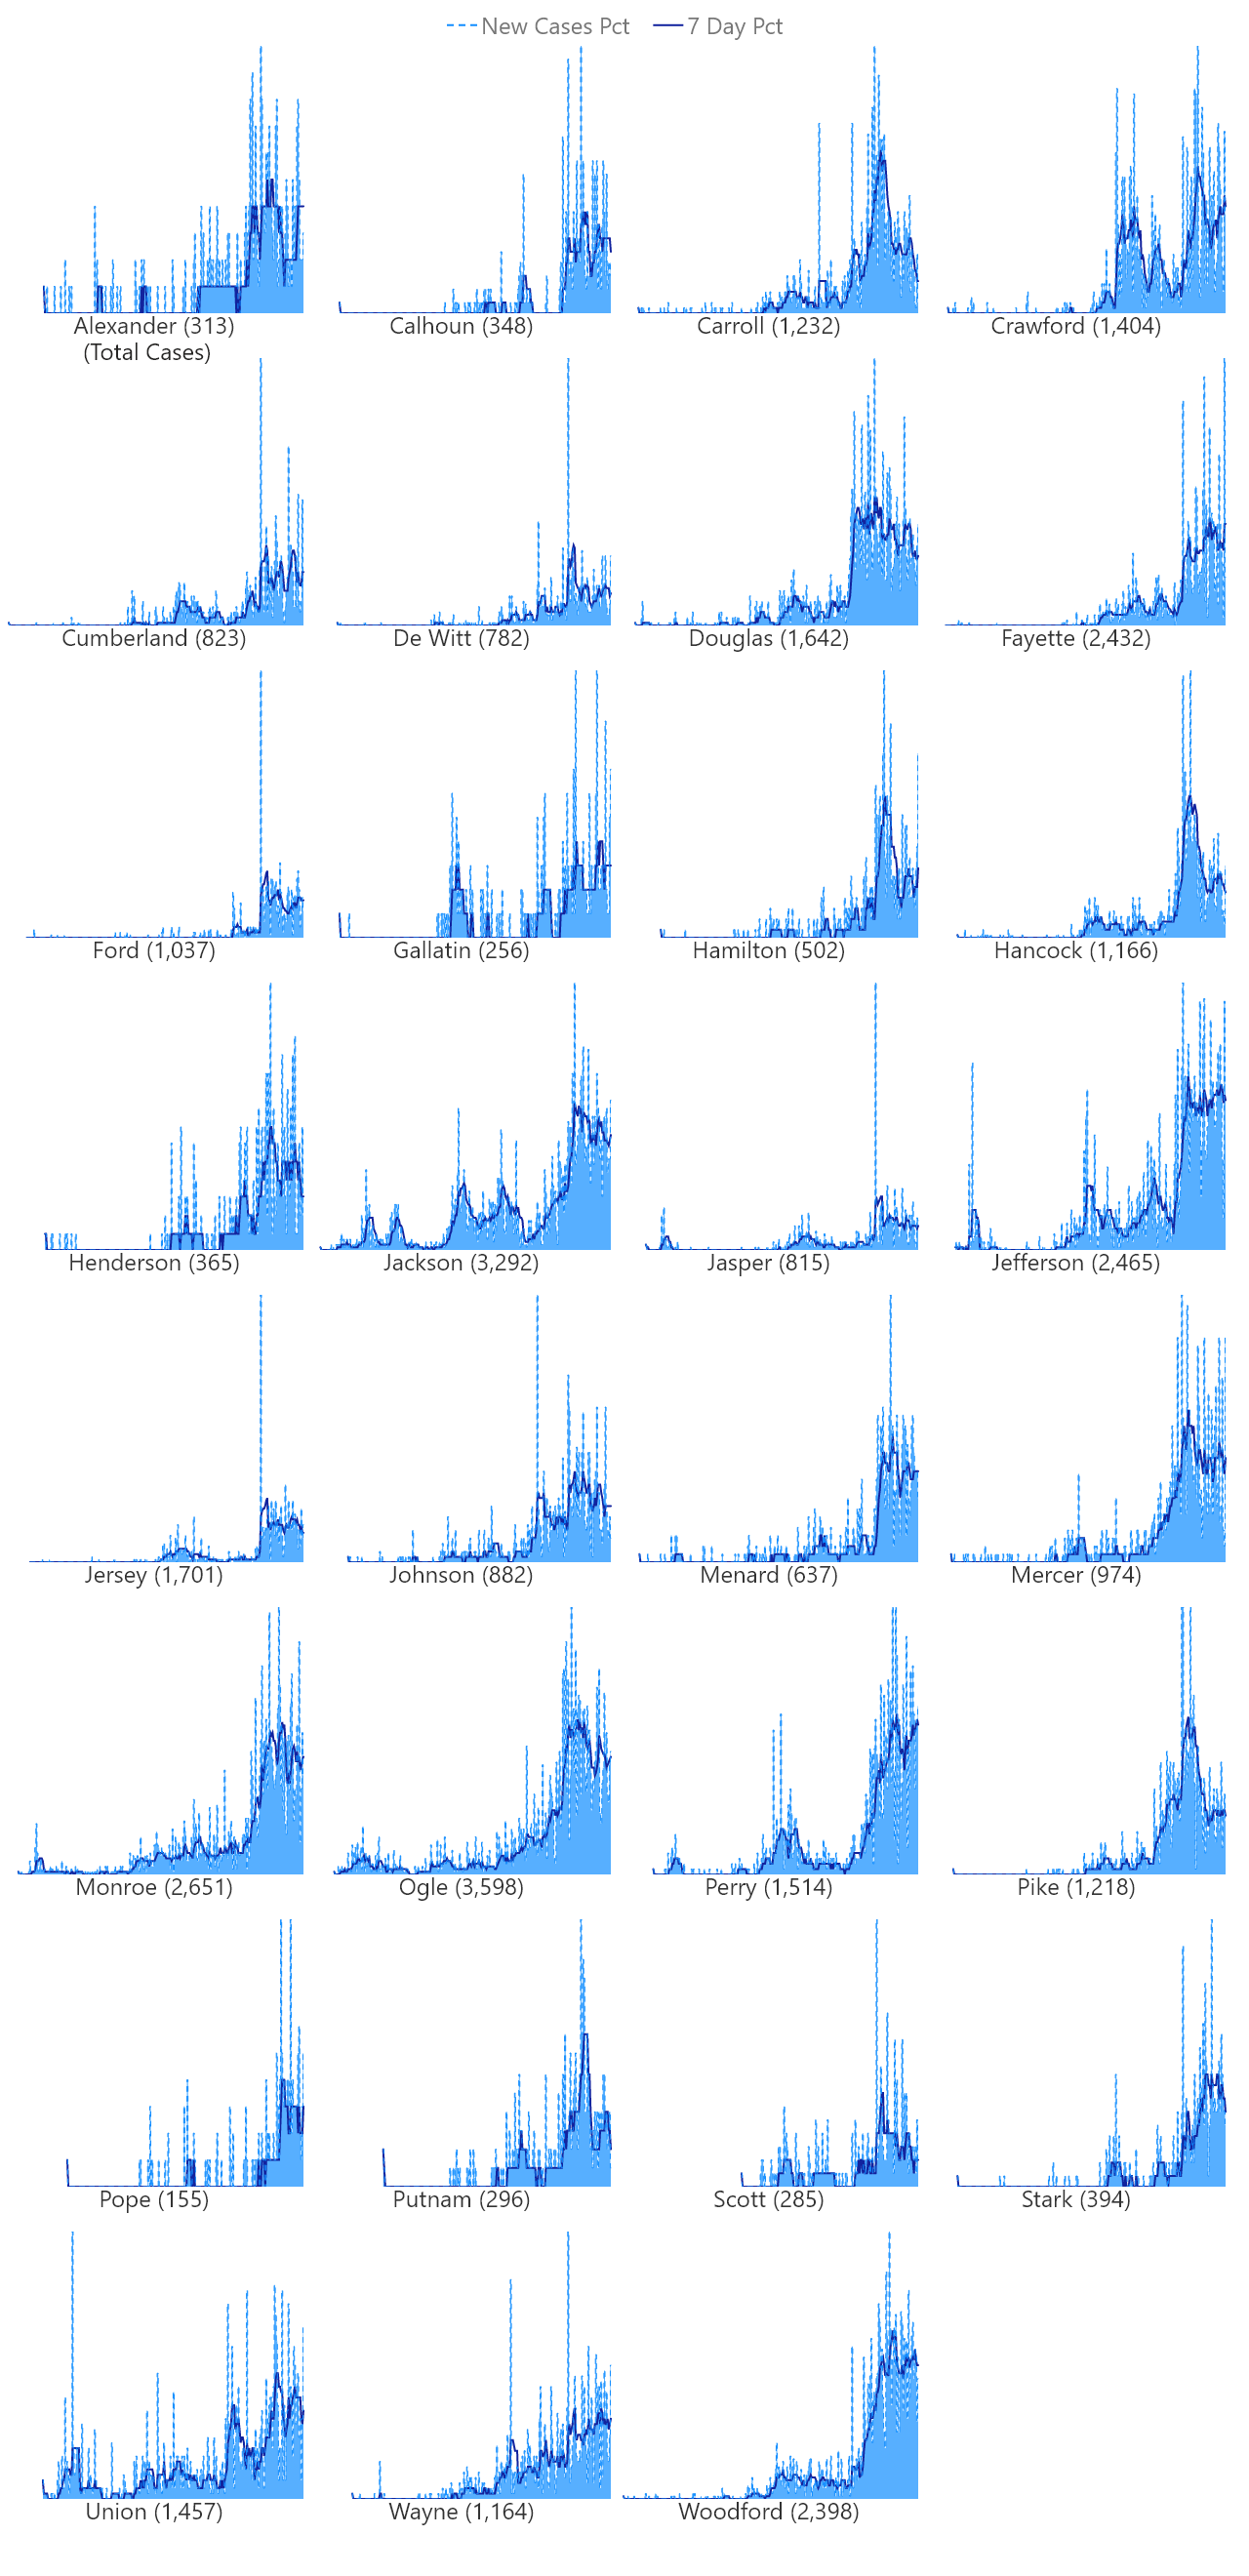 New Cases Pct 7 Day Pct
Alexander (313) Calhoun (348) Carroll (1,232) Crawford (1,404)
(Total Cases)
Cumberland (823) De Witt (782) Douglas (1,642) Fayette (2,432)
Ford (1,037) Gallatin (256) Hamilton (502) Hancock (1,166)
Henderson (365) Jackson (3,292) Jasper (815) Jefferson (2,465)
Jersey (1,701) Johnson (882) Menard (637) Mercer (974)
Monroe (2,651) Ogle (3,598) Perry (1,514) Pike (1,218)
Pope (155) Putnam (296) Scott (285) Stark (394)
Union (1,457) Wayne (1,164) Woodford (2,398)